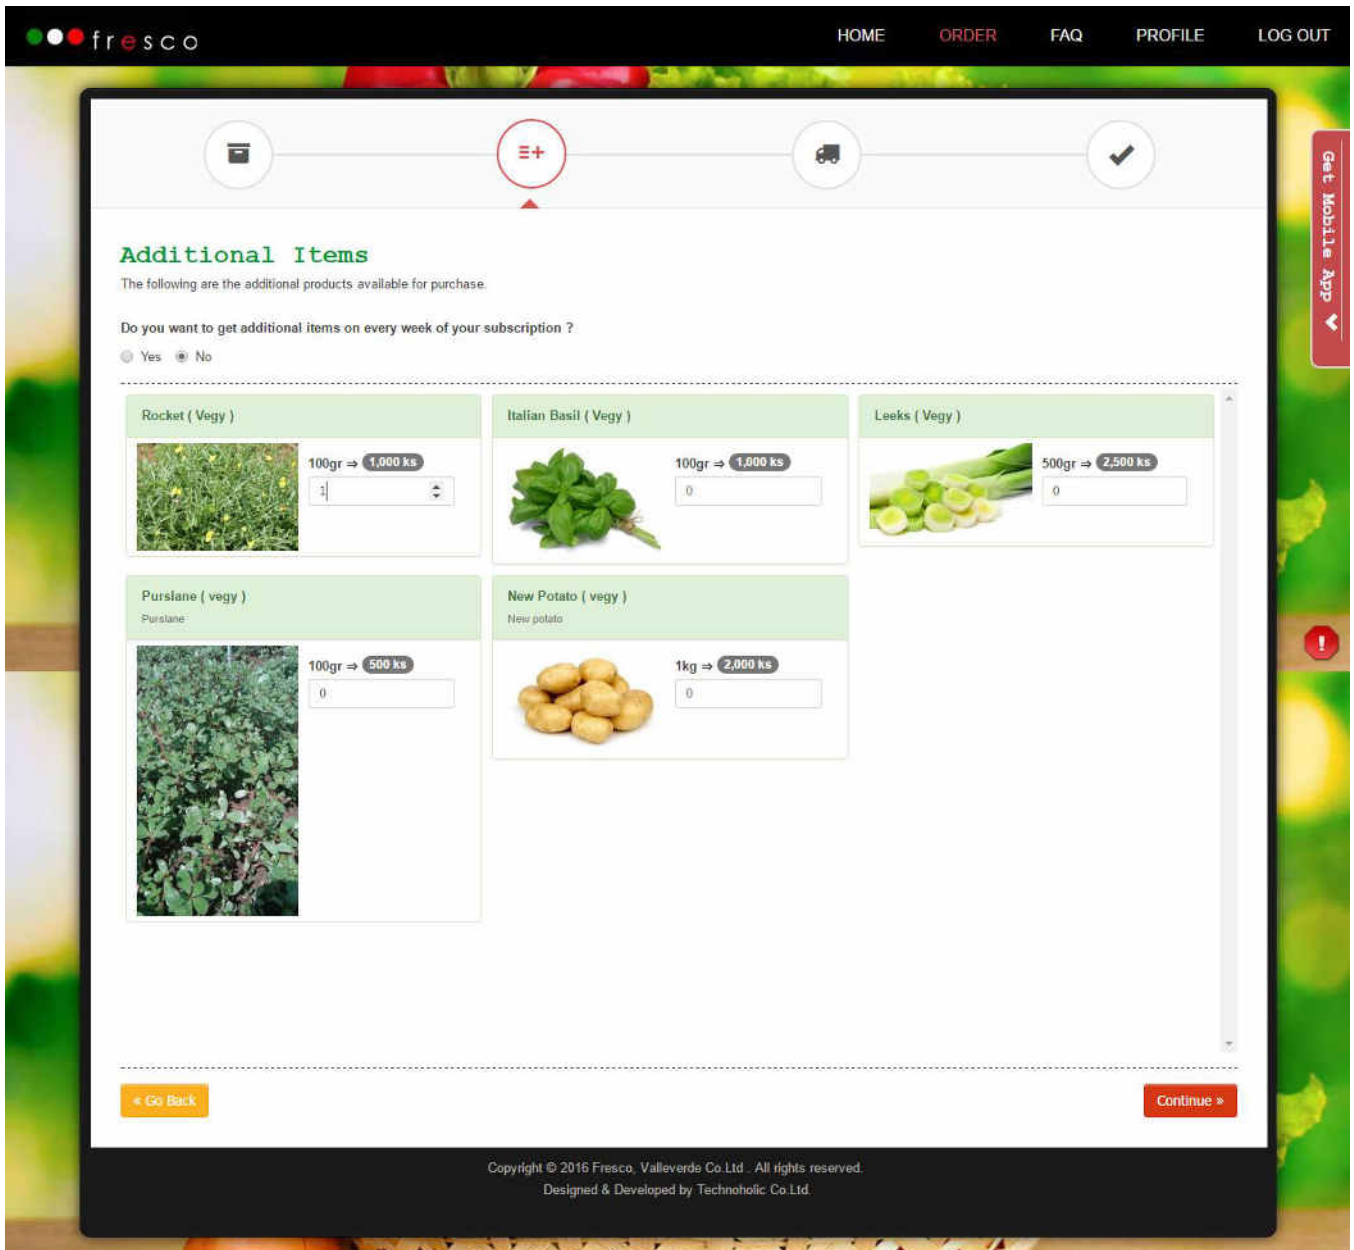 fresco
HOME ORDER FAQ PROFILE LOG OUT
Get Mobile App
Additional Items
The following are the additional products available for purchase.
Do you want to get additional items on every week of your subscription ?
Yes No
Rocket ( Vegy )
100gr ⇒ 1,000 ks
1
Italian Basil ( Vegy )
100gr ⇒ 1,000 ks
0
Leeks ( Vegy )
500gr ⇒ 2,500 ks
0
Purslane ( vegy )
Purslane
100gr ⇒ 500 ks
0
New Potato ( vegy )
New potato
1kg ⇒ 2,000 ks
0
« Go Back
Continue »
Copyright © 2016 Fresco, Valleverde Co.Ltd . All rights reserved.
Designed & Developed by Technoholic Co.Ltd.